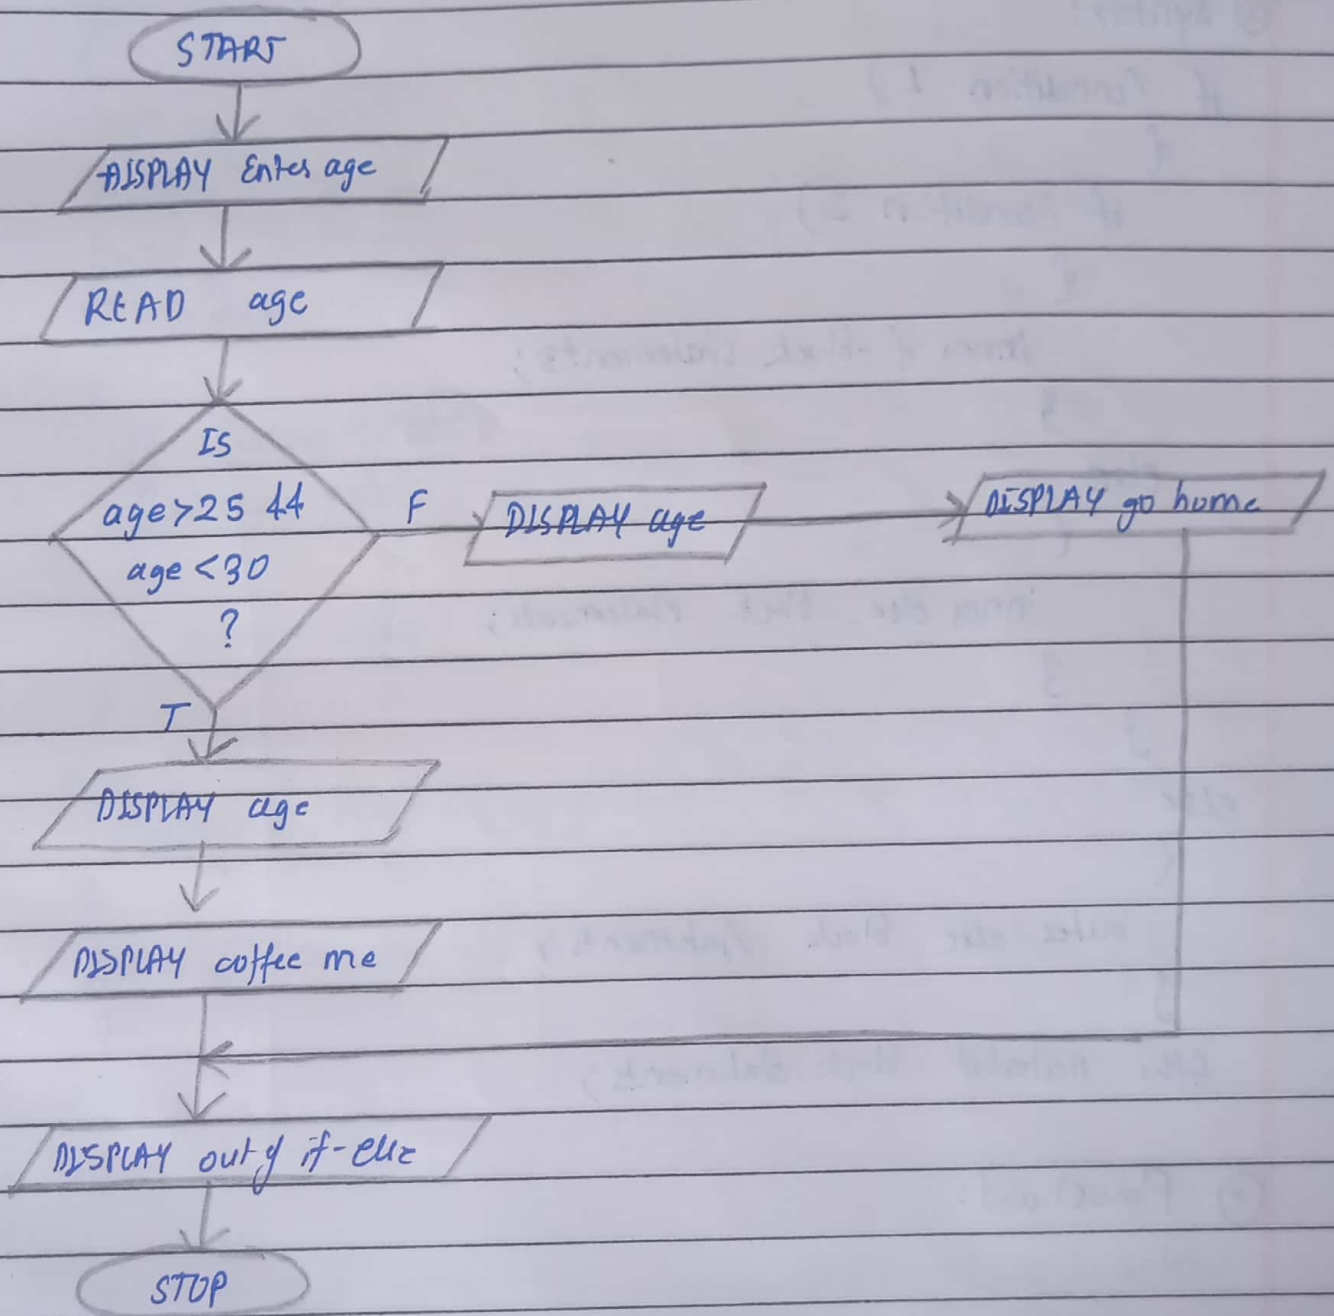 START
DISPLAY Enter age
READ age
IS
age>25 &&
age <30
?
F
DISPLAY age
DISPLAY go home
T
DISPLAY age
DISPLAY coffee me
DISPLAY out of if-else
STOP